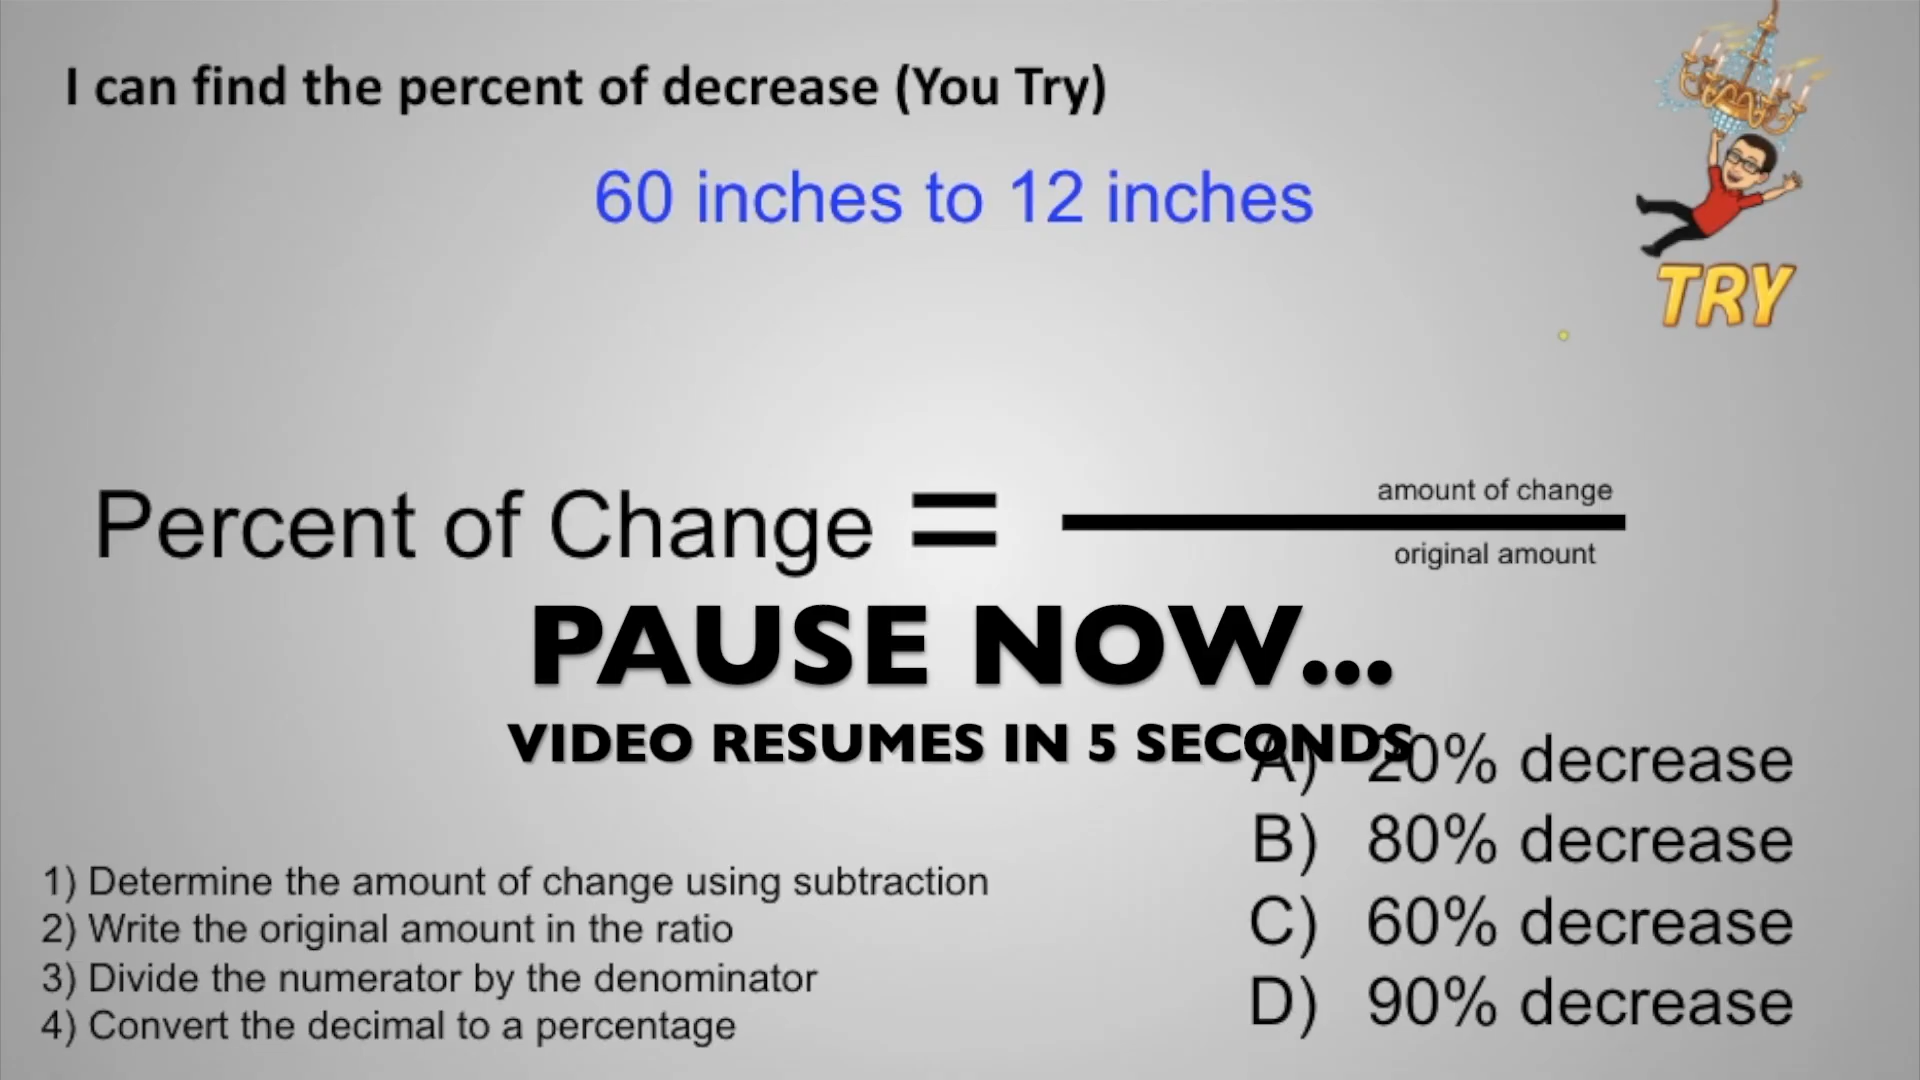 I can find the percent of decrease (You Try)
60 inches to 12 inches
TRY
Percent of Change =
amount of change
original amount
PAUSE NOW...
VIDEO RESUMES IN 5 SECONDS
A) 20% decrease
B) 80% decrease
C) 60% decrease
D) 90% decrease
1) Determine the amount of change using subtraction
2) Write the original amount in the ratio
3) Divide the numerator by the denominator
4) Convert the decimal to a percentage